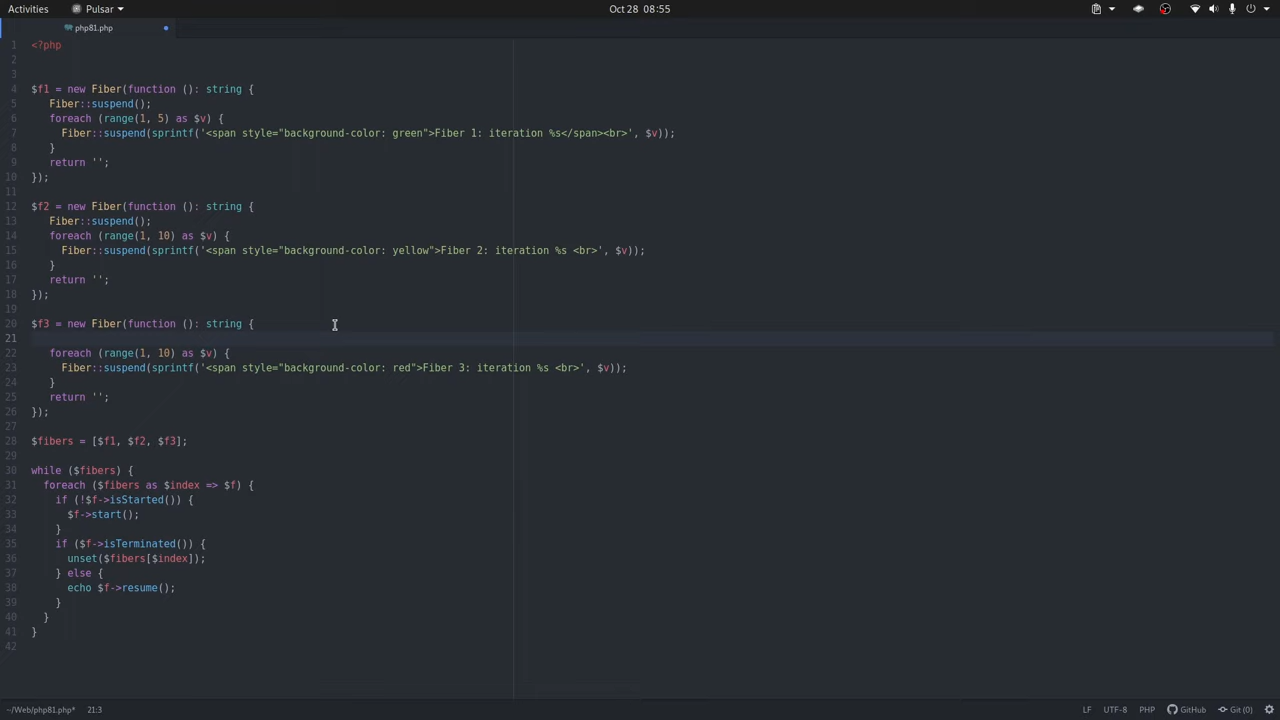 Activities Pulsar Oct 28 08:55
php81.php
1 <?php
2
3
4 $f1 = new Fiber(function (): string {
5 Fiber::suspend();
6 foreach (range(1, 5) as $v) {
7 Fiber::suspend(sprintf('<span style="background-color: green">Fiber 1: iteration %s</span><br>', $v));
8 }
9 return '';
10 });
11
12 $f2 = new Fiber(function (): string {
13 Fiber::suspend();
14 foreach (range(1, 10) as $v) {
15 Fiber::suspend(sprintf('<span style="background-color: yellow">Fiber 2: iteration %s <br>', $v));
16 }
17 return '';
18 });
19
20 $f3 = new Fiber(function (): string {
21
22 foreach (range(1, 10) as $v) {
23 Fiber::suspend(sprintf('<span style="background-color: red">Fiber 3: iteration %s <br>', $v));
24 }
25 return '';
26 });
27
28 $fibers = [$f1, $f2, $f3];
29
30 while ($fibers) {
31 foreach ($fibers as $index => $f) {
32 if (!$f->isStarted()) {
33 $f->start();
34 }
35 if ($f->isTerminated()) {
36 unset($fibers[$index]);
37 } else {
38 echo $f->resume();
39 }
40 }
41 }
42
~/Web/php81.php* 21:3 LF UTF-8 PHP GitHub Git (0)